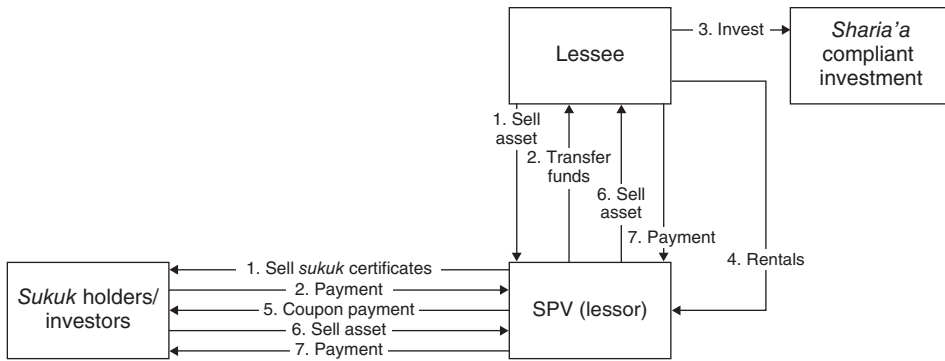 Lessee
3. Invest
Sharia’a
compliant
investment
1. Sell
asset
2. Transfer
funds
6. Sell
asset
7. Payment
4. Rentals
Sukuk holders/
investors
1. Sell sukuk certificates
2. Payment
5. Coupon payment
6. Sell asset
7. Payment
SPV (lessor)